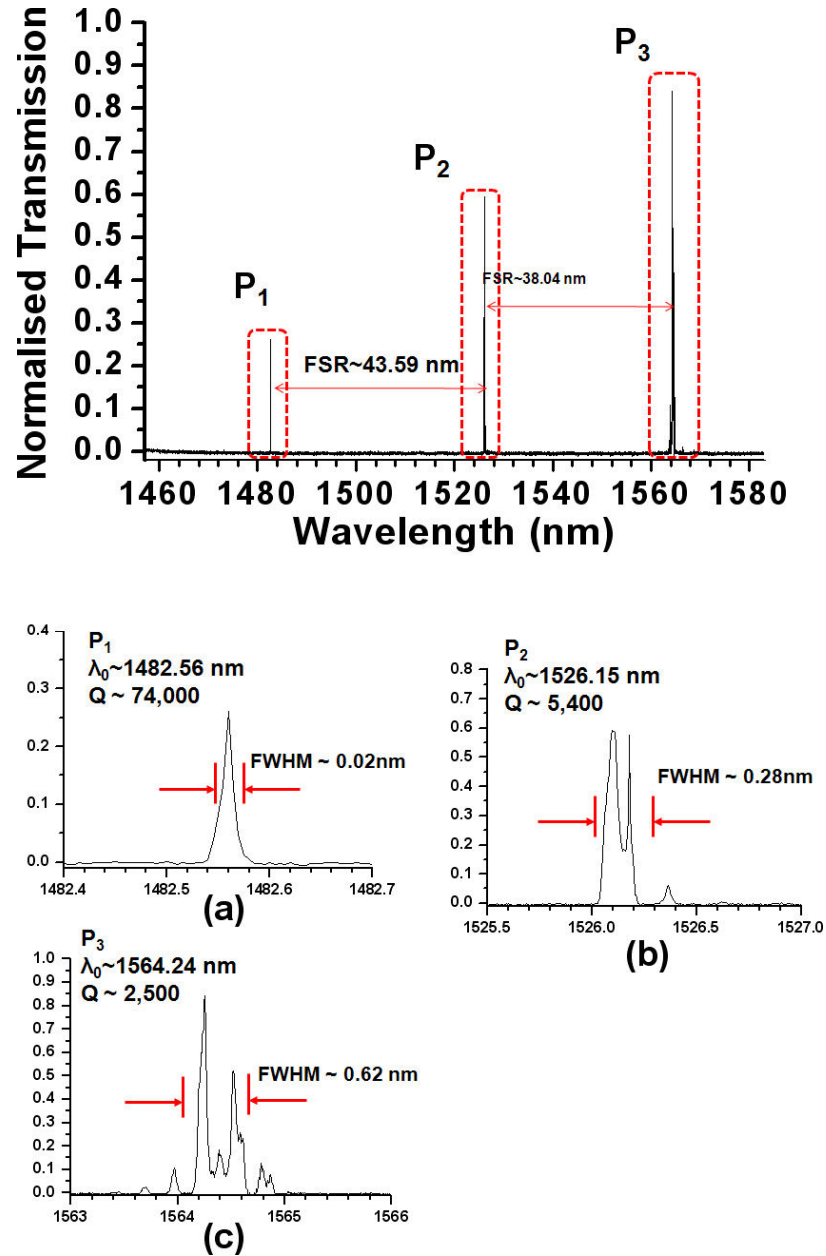 Normalised Transmission
1.0
0.9
0.8
0.7
0.6
0.5
0.4
0.3
0.2
0.1
0.0
P1
P2
P3
FSR~43.59 nm
FSR~38.04 nm
1460 1480 1500 1520 1540 1560 1580
Wavelength (nm)
P1
λ0~1482.56 nm
Q ~ 74,000
FWHM ~ 0.02nm
0.4
0.3
0.2
0.1
0.0
1482.4 1482.5 1482.6 1482.7
(a)
P2
λ0~1526.15 nm
Q ~ 5,400
FWHM ~ 0.28nm
0.8
0.7
0.6
0.5
0.4
0.3
0.2
0.1
0.0
1525.5 1526.0 1526.5 1527.0
(b)
P3
λ0~1564.24 nm
Q ~ 2,500
FWHM ~ 0.62 nm
1.0
0.9
0.8
0.7
0.6
0.5
0.4
0.3
0.2
0.1
0.0
1563 1564 1565 1566
(c)